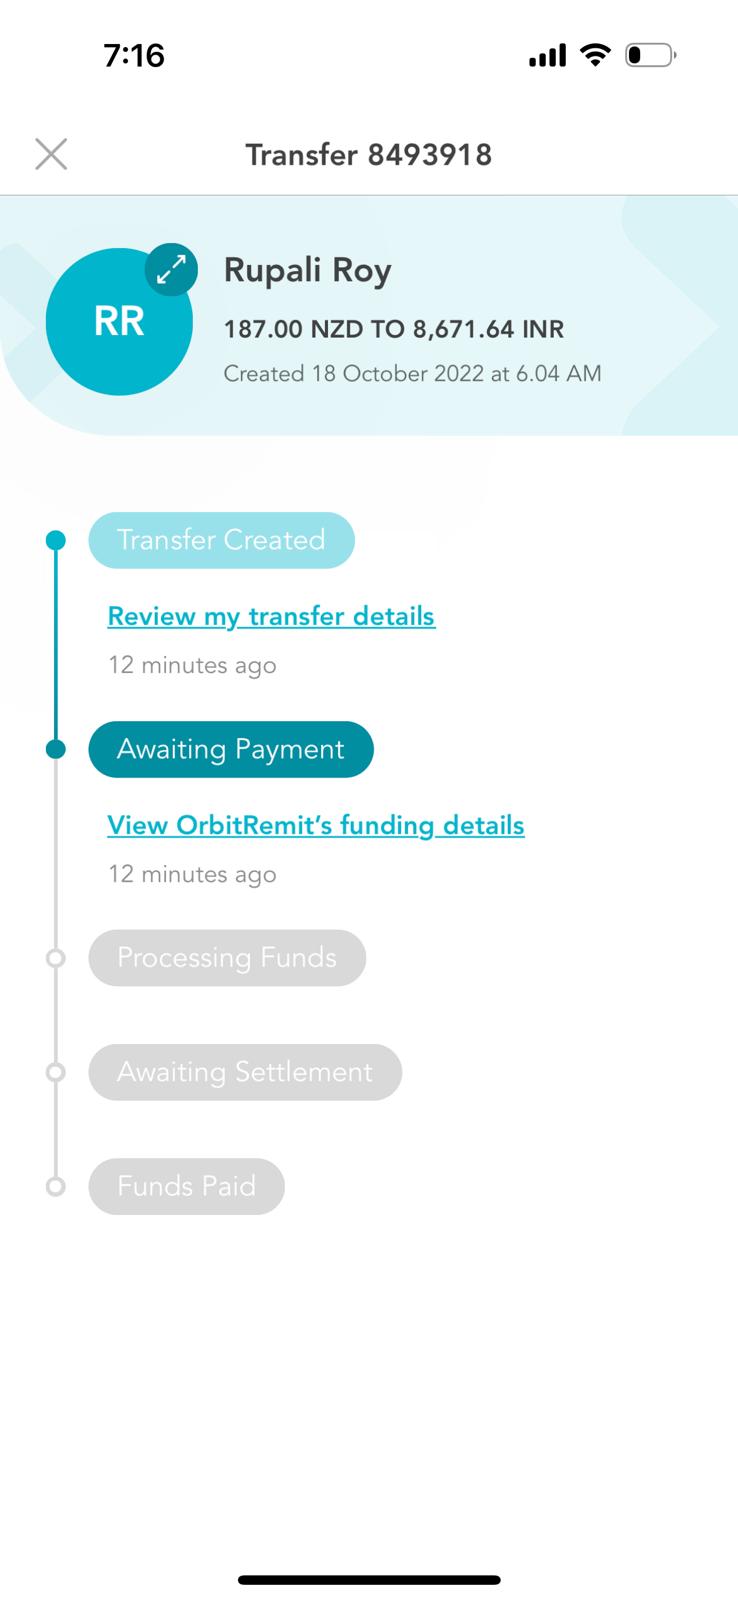 7:16
Transfer 8493918
RR
Rupali Roy
187.00 NZD TO 8,671.64 INR
Created 18 October 2022 at 6.04 AM
Transfer Created
Review my transfer details
12 minutes ago
Awaiting Payment
View OrbitRemit’s funding details
12 minutes ago
Processing Funds
Awaiting Settlement
Funds Paid